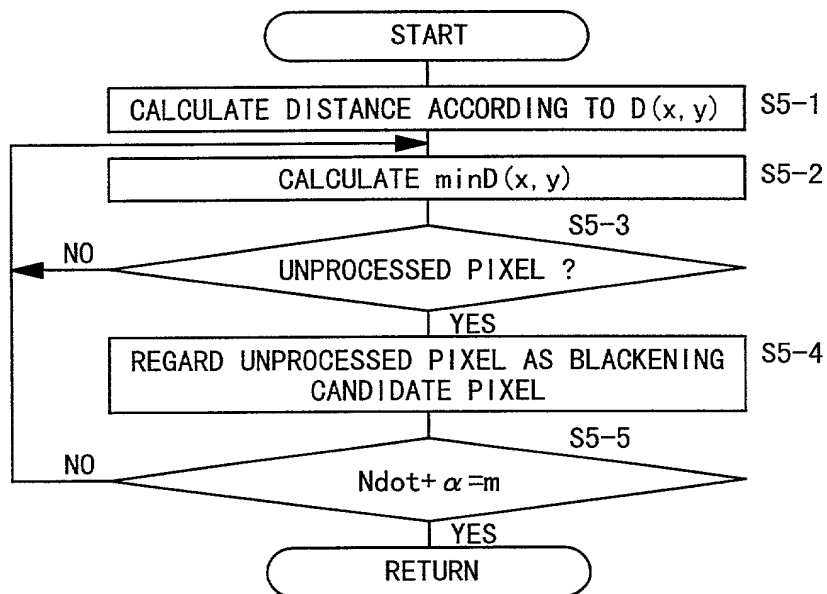 START
CALCULATE DISTANCE ACCORDING TO D(x,y)
S5-1
CALCULATE minD(x,y)
S5-2
S5-3
NO
UNPROCESSED PIXEL ?
YES
REGARD UNPROCESSED PIXEL AS BLACKENING
CANDIDATE PIXEL
S5-4
S5-5
NO
Ndot+α=m
YES
RETURN